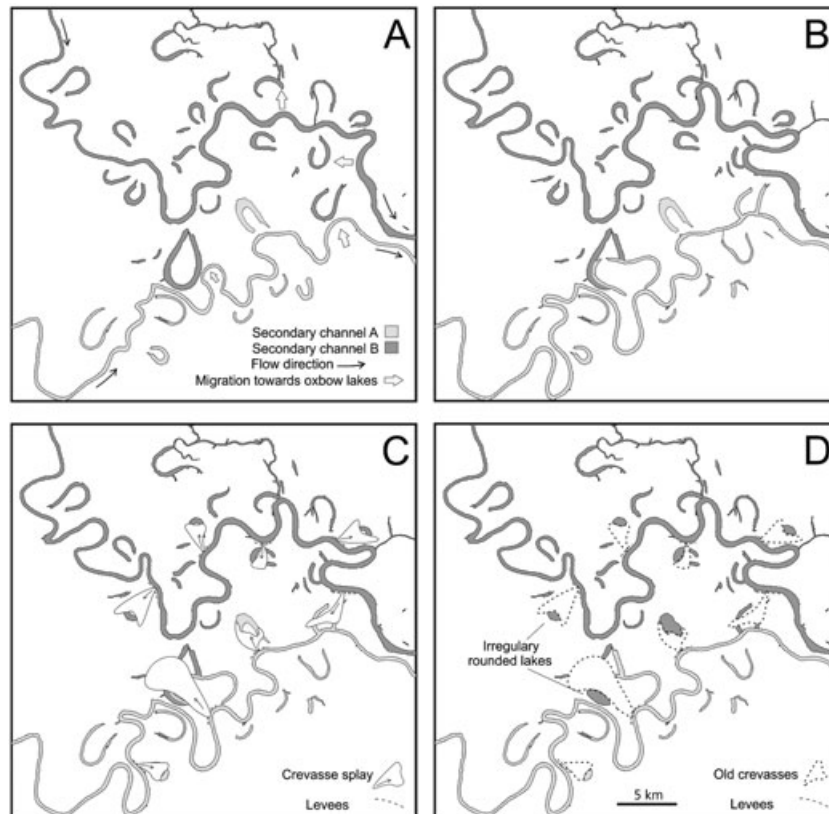 A
B
Secondary channel A
Secondary channel B
Flow direction
Migration towards oxbow lakes
C
D
Irregulary
rounded lakes
Crevasse splay
Levees
Old crevasses
5 km
Levees